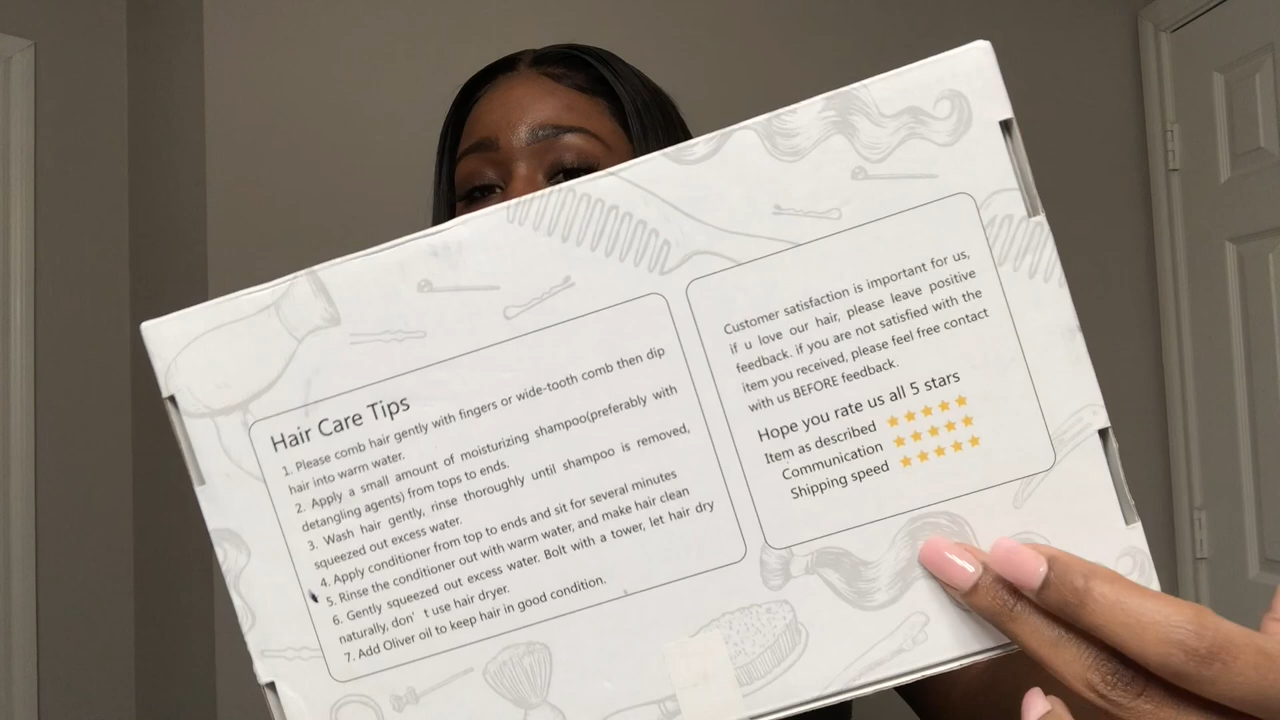 Hair Care Tips
1. Please comb hair gently with fingers or wide-tooth comb then dip
hair into warm water.
2. Apply a small amount of moisturizing shampoo(preferably with
detangling agents) from tops to ends.
3. Wash hair gently, rinse thoroughly until shampoo is removed,
squeezed out excess water.
4. Apply conditioner from top to ends and sit for several minutes
5. Rinse the conditioner out with warm water, and make hair clean
6. Gently squeezed out excess water. Bolt with a tower, let hair dry
naturally, don't use hair dryer.
7. Add Oliver oil to keep hair in good condition.
Customer satisfaction is important for us,
if u love our hair, please leave positive
feedback. if you are not satisfied with the
item you received, please feel free contact
with us BEFORE feedback.
Hope you rate us all 5 stars
Item as described ★★★★★
Communication ★★★★★
Shipping speed ★★★★★